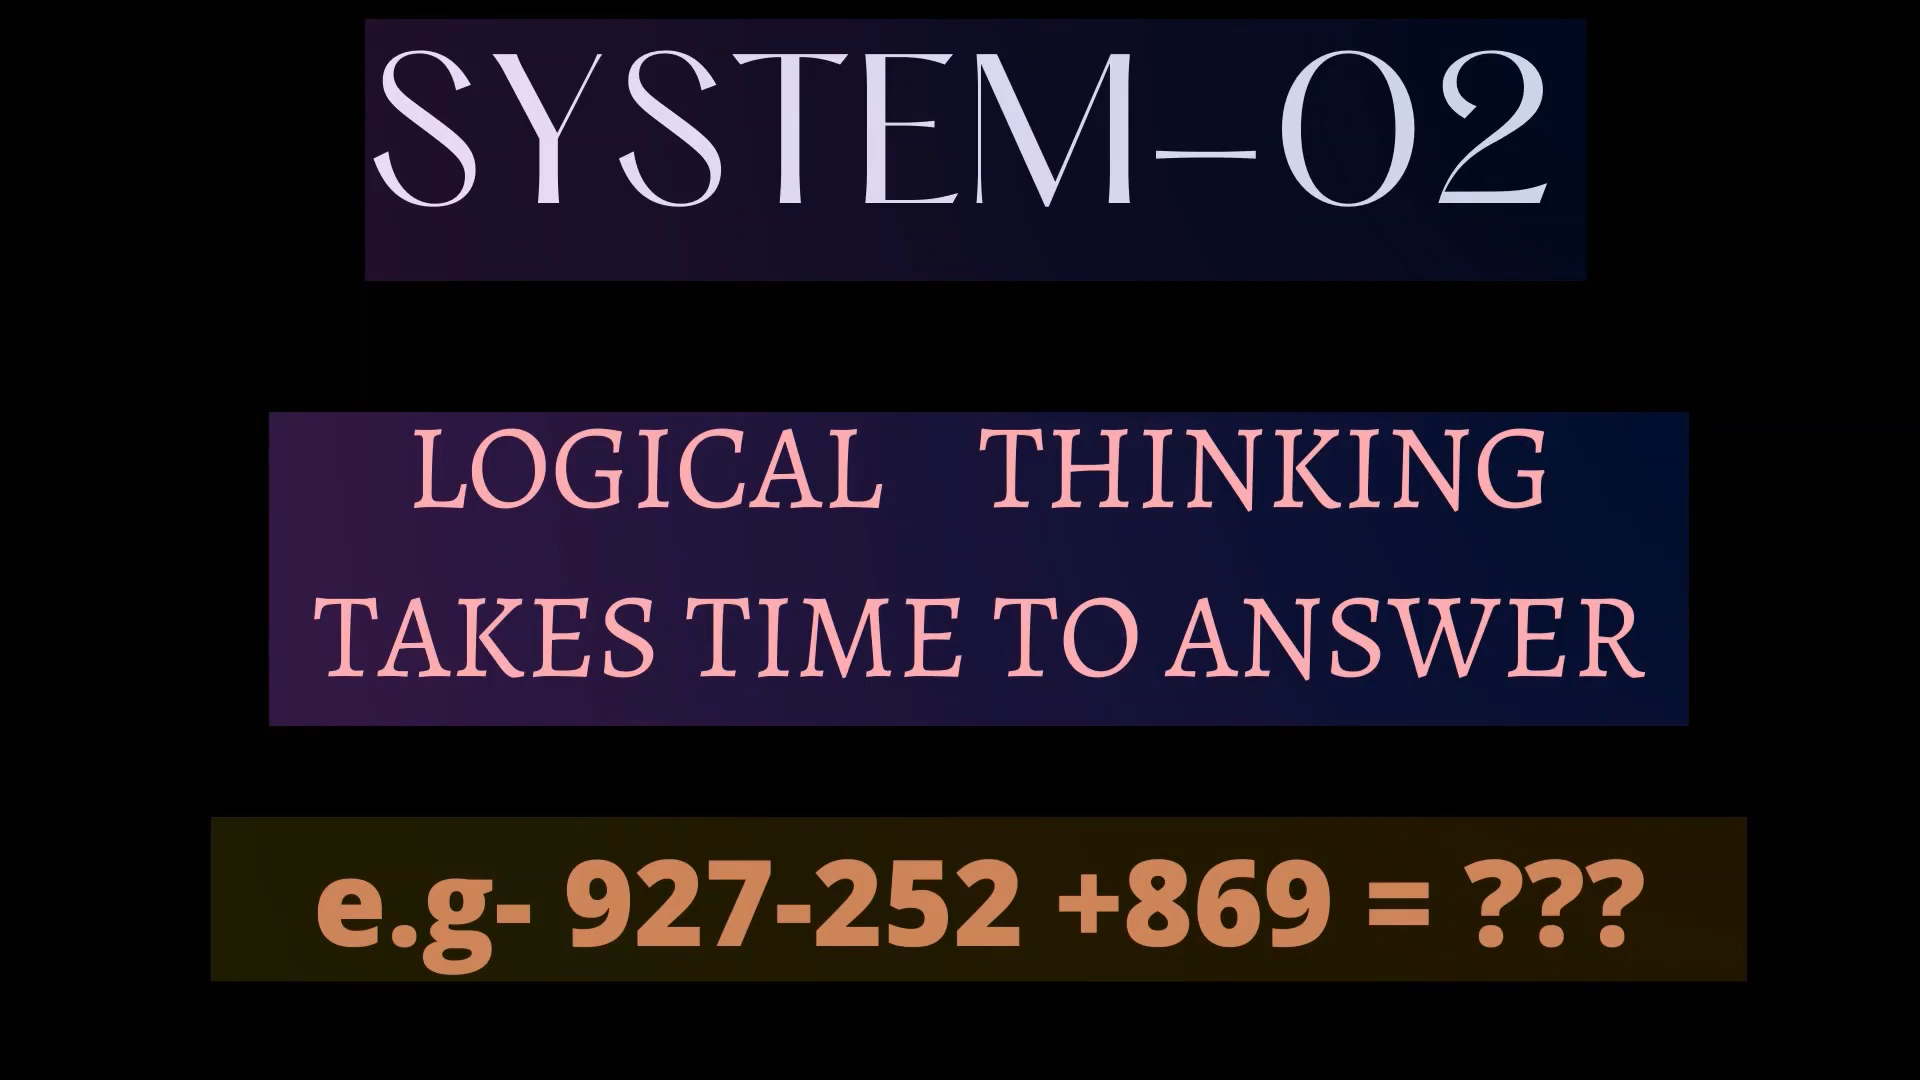 SYSTEM-02
LOGICAL THINKING
TAKES TIME TO ANSWER
e.g- 927-252 +869 = ???